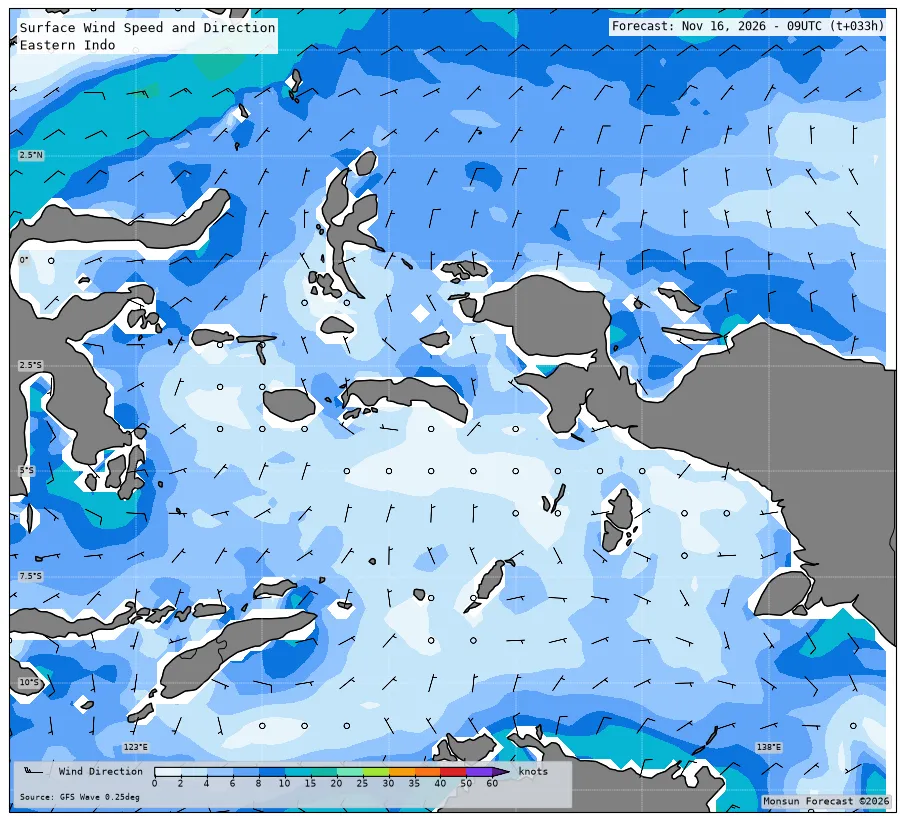 Surface Wind Speed and Direction
Eastern Indo
Forecast: Nov 16, 2026 - 09UTC (t+033h)
2.5°N
0°
2.5°S
5°S
7.5°S
10°S
123°E
138°E
Wind Direction
knots
0 2 4 6 8 10 15 20 25 30 35 40 50 60
Source: GFS Wave 0.25deg
Monsun Forecast ©2026